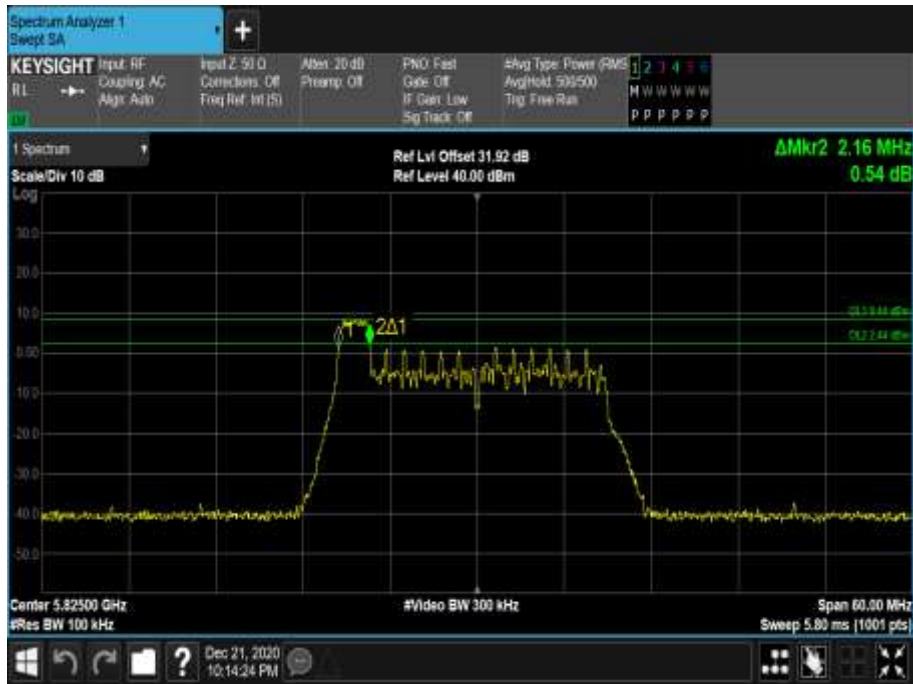 Spectrum Analyzer 1
Swept SA
+
KEYSIGHT
RL
Input: RF
Coupling: AC
Align: Auto
Input Z: 50 Ω
Corrections: Off
Freq Ref: Int (S)
Atten: 20 dB
Preamp: Off
PNO: Fast
Gate: Off
IF Gain: Low
Sig Track: Off
#Avg Type: Power (RMS
Avg|Hold: 500/500
Trig: Free Run
1 2 3 4 5 6
M W W W W W
P P P P P P
1 Spectrum
Scale/Div 10 dB
Log
Ref Lvl Offset 31.92 dB
Ref Level 40.00 dBm
ΔMkr2 2.16 MHz
0.54 dB
30.0
20.0
10.0
0.00
-10.0
-20.0
-30.0
-40.0
-50.0
1
2Δ1
DL2 2.44 dBm
Center 5.82500 GHz
#Res BW 100 kHz
#Video BW 300 kHz
Span 60.00 MHz
Sweep 5.80 ms (1001 pts)
?
Dec 21, 2020
10:14:24 PM